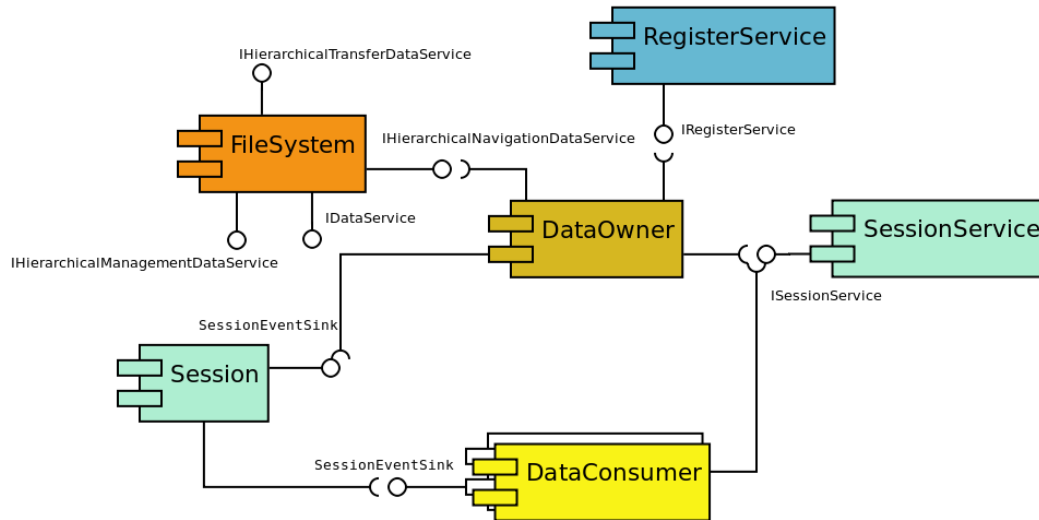 RegisterService
IHierarchicalTransferDataService
IRegisterService
FileSystem
IHierarchicalNavigationDataService
IDataService
DataOwner
SessionService
IHierarchicalManagementDataService
ISessionService
SessionEventSink
Session
SessionEventSink
DataConsumer